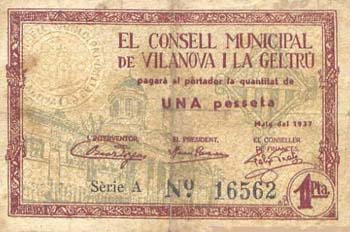 EL CONSELL MUNICIPAL
DE VILANOVA I LA GELTRÚ
pagarà al portador la quantitat de
UNA pesseta
Maig del 1937
L'INTERVENTOR EL PRESIDENT, EL CONSELLER
DE FINANCES,
Sèrie A Nº 16562
1 Pta.